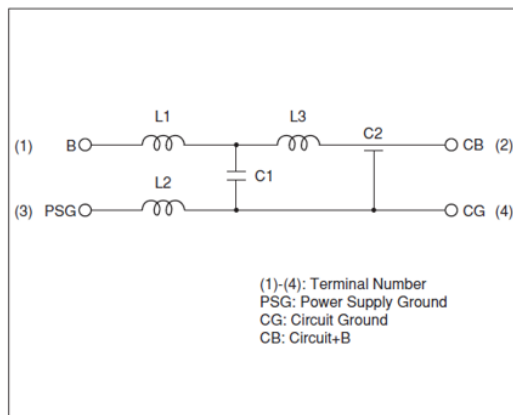 L1 L3
C2
(1) B CB (2)
C1
L2
(3) PSG CG (4)
(1)-(4): Terminal Number
PSG: Power Supply Ground
CG: Circuit Ground
CB: Circuit+B